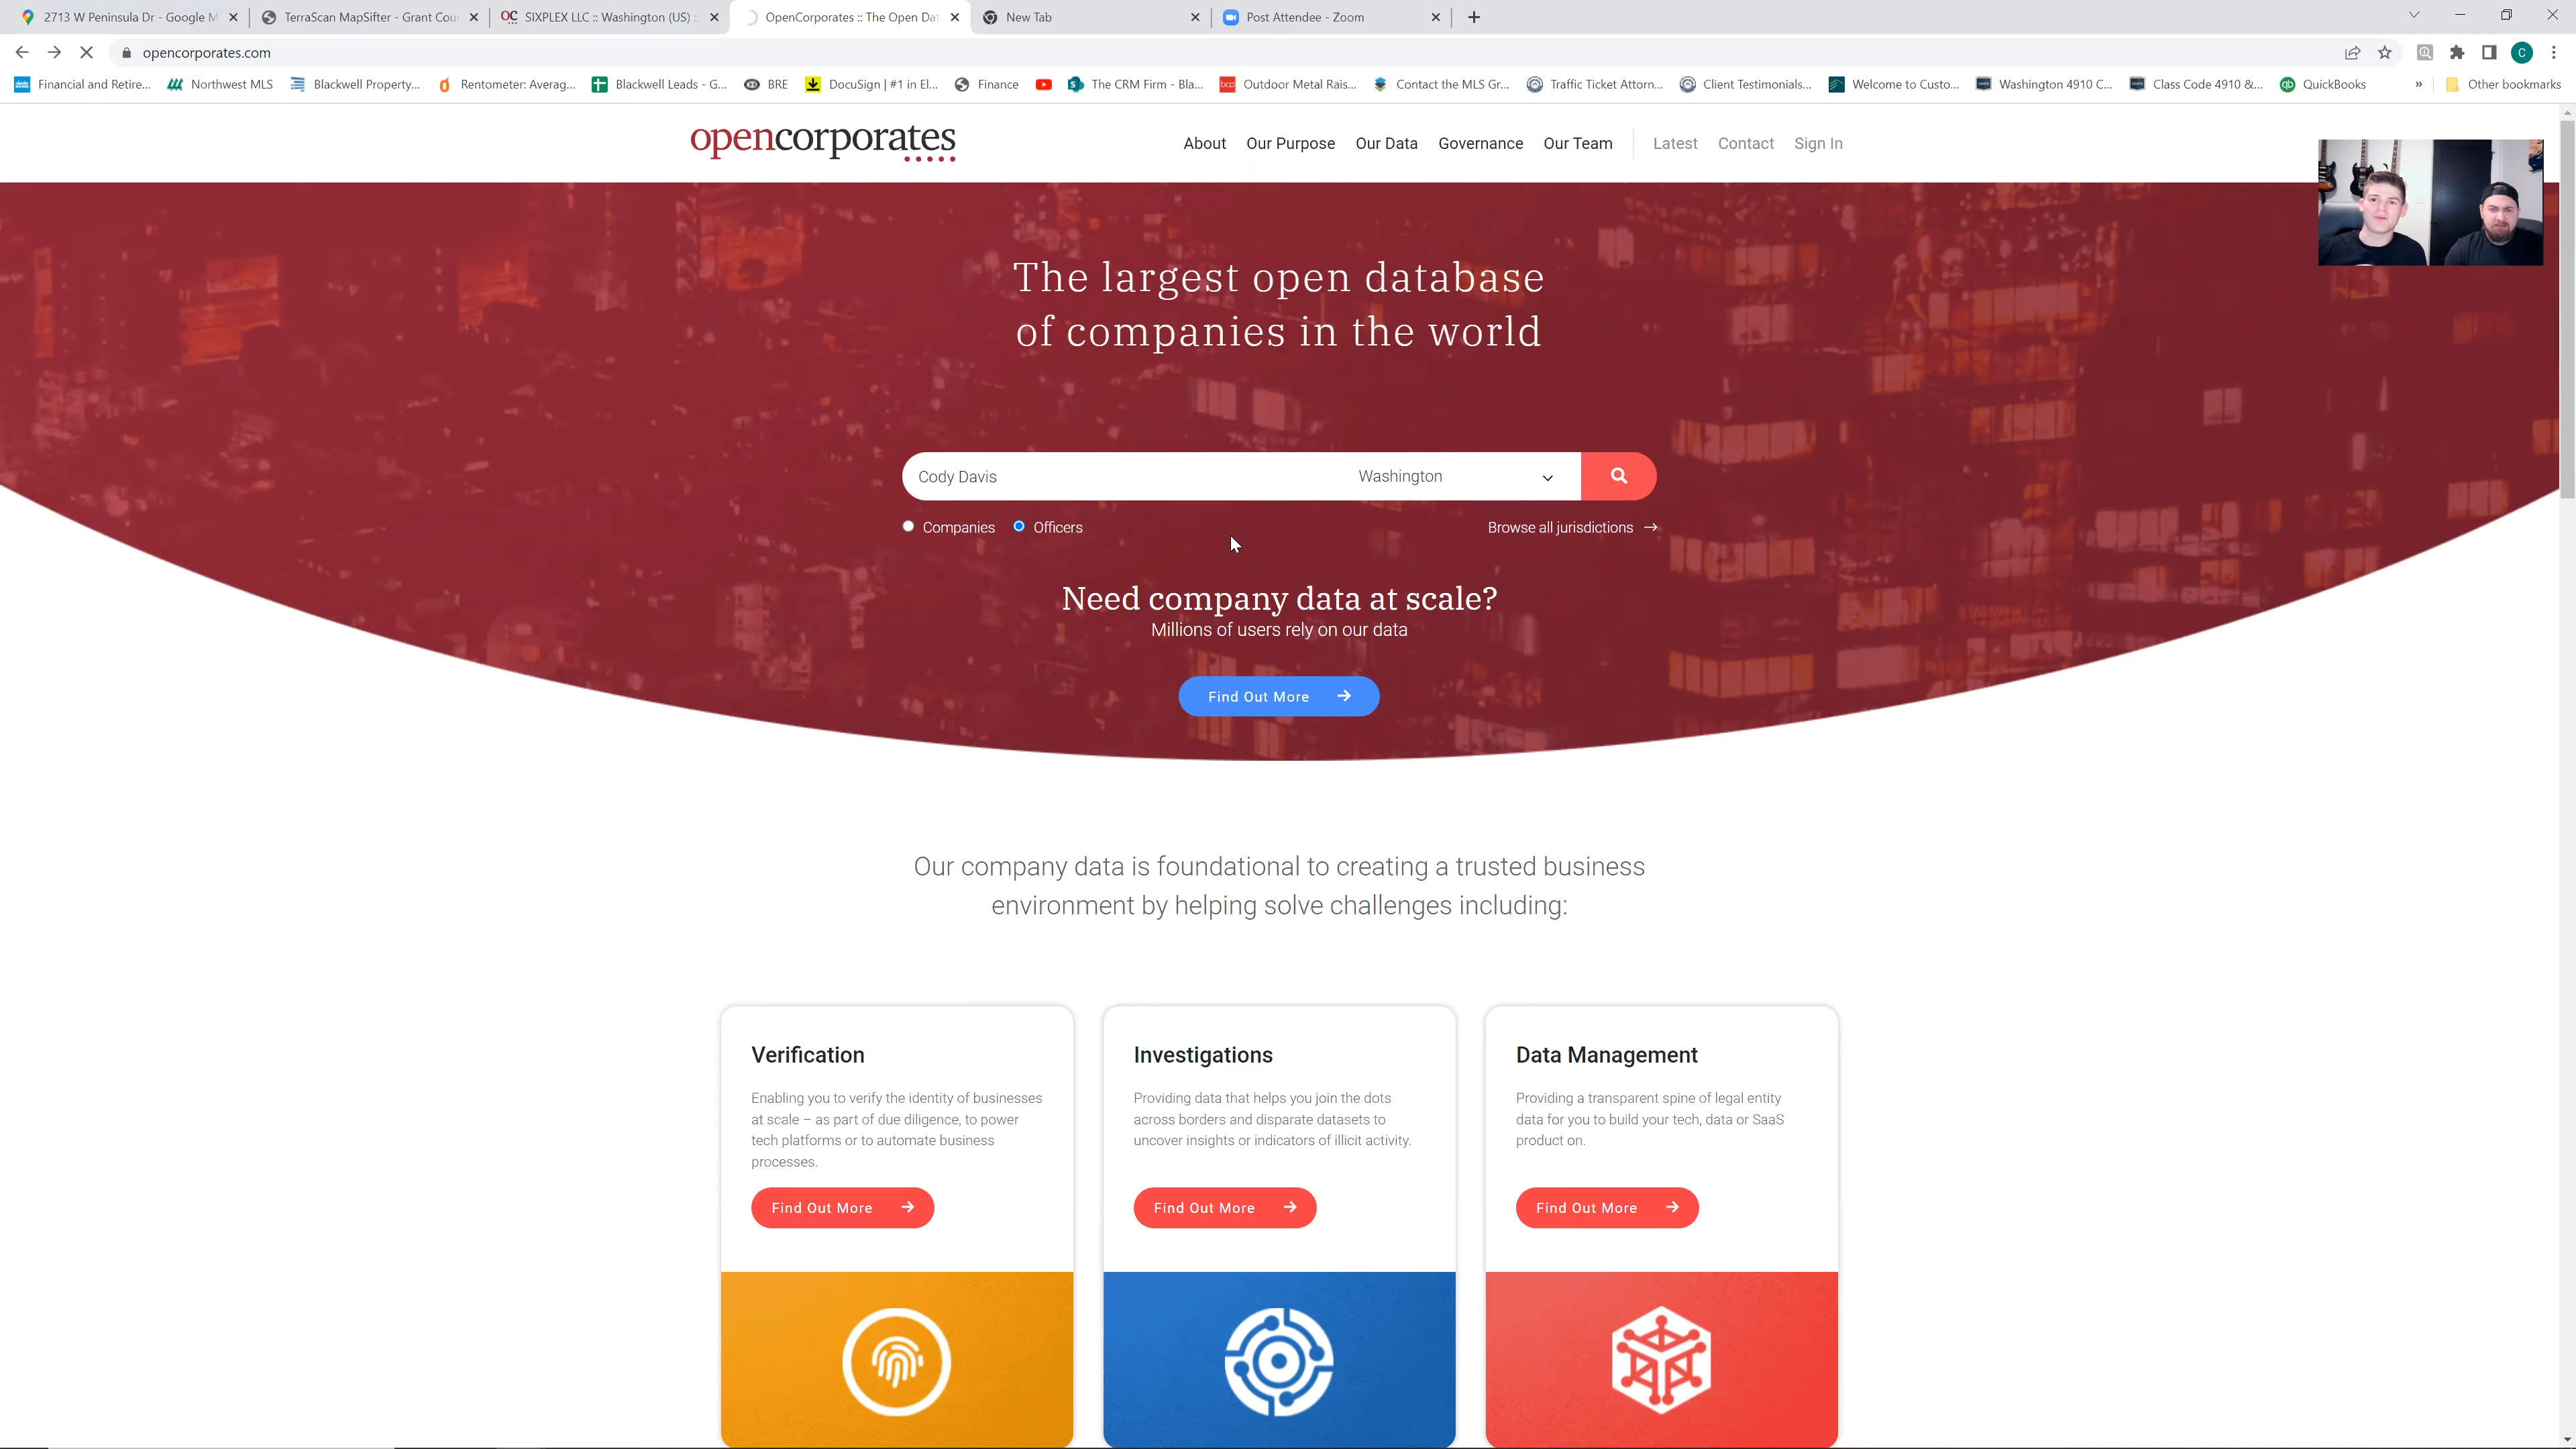 2713 W Peninsula Dr - Google M
TerraScan MapSifter - Grant Cou
OC SIXPLEX LLC :: Washington (US) ::
OpenCorporates :: The Open Dat
New Tab
Post Attendee - Zoom
opencorporates.com
C
Financial and Retire...
Northwest MLS
Blackwell Property...
Rentometer: Averag...
Blackwell Leads - G...
BRE
DocuSign | #1 in El...
Finance
The CRM Firm - Bla...
Outdoor Metal Rais...
Contact the MLS Gr...
Traffic Ticket Attorn...
Client Testimonials...
Welcome to Custo...
Washington 4910 C...
Class Code 4910 &...
QuickBooks
»
Other bookmarks
opencorporates
About
Our Purpose
Our Data
Governance
Our Team
Latest
Contact
Sign In
The largest open database
of companies in the world
Cody Davis
Washington
Companies
Officers
Browse all jurisdictions →
Need company data at scale?
Millions of users rely on our data
Find Out More →
Our company data is foundational to creating a trusted business
environment by helping solve challenges including:
Verification
Enabling you to verify the identity of businesses
at scale – as part of due diligence, to power
tech platforms or to automate business
processes.
Find Out More →
Investigations
Providing data that helps you join the dots
across borders and disparate datasets to
uncover insights or indicators of illicit activity.
Find Out More →
Data Management
Providing a transparent spine of legal entity
data for you to build your tech, data or SaaS
product on.
Find Out More →